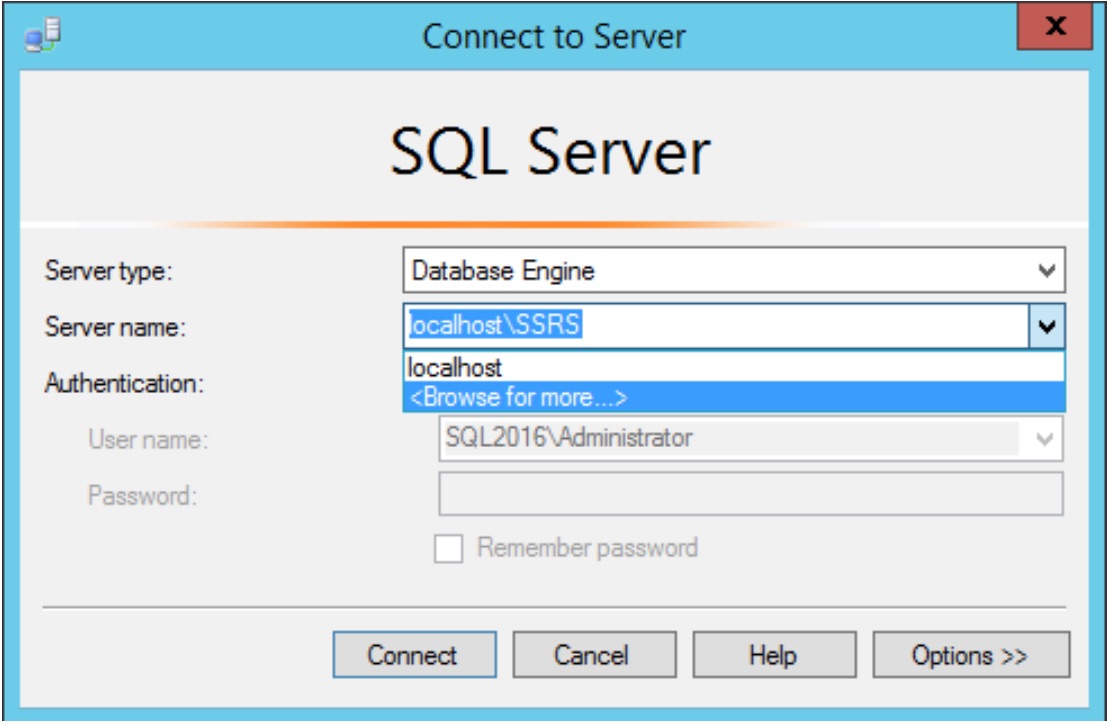 Connect to Server
x
SQL Server
Server type: Database Engine
Server name: localhost\SSRS
localhost
Authentication: <Browse for more...>
User name: SQL2016\Administrator
Password:
Remember password
Connect Cancel Help Options >>